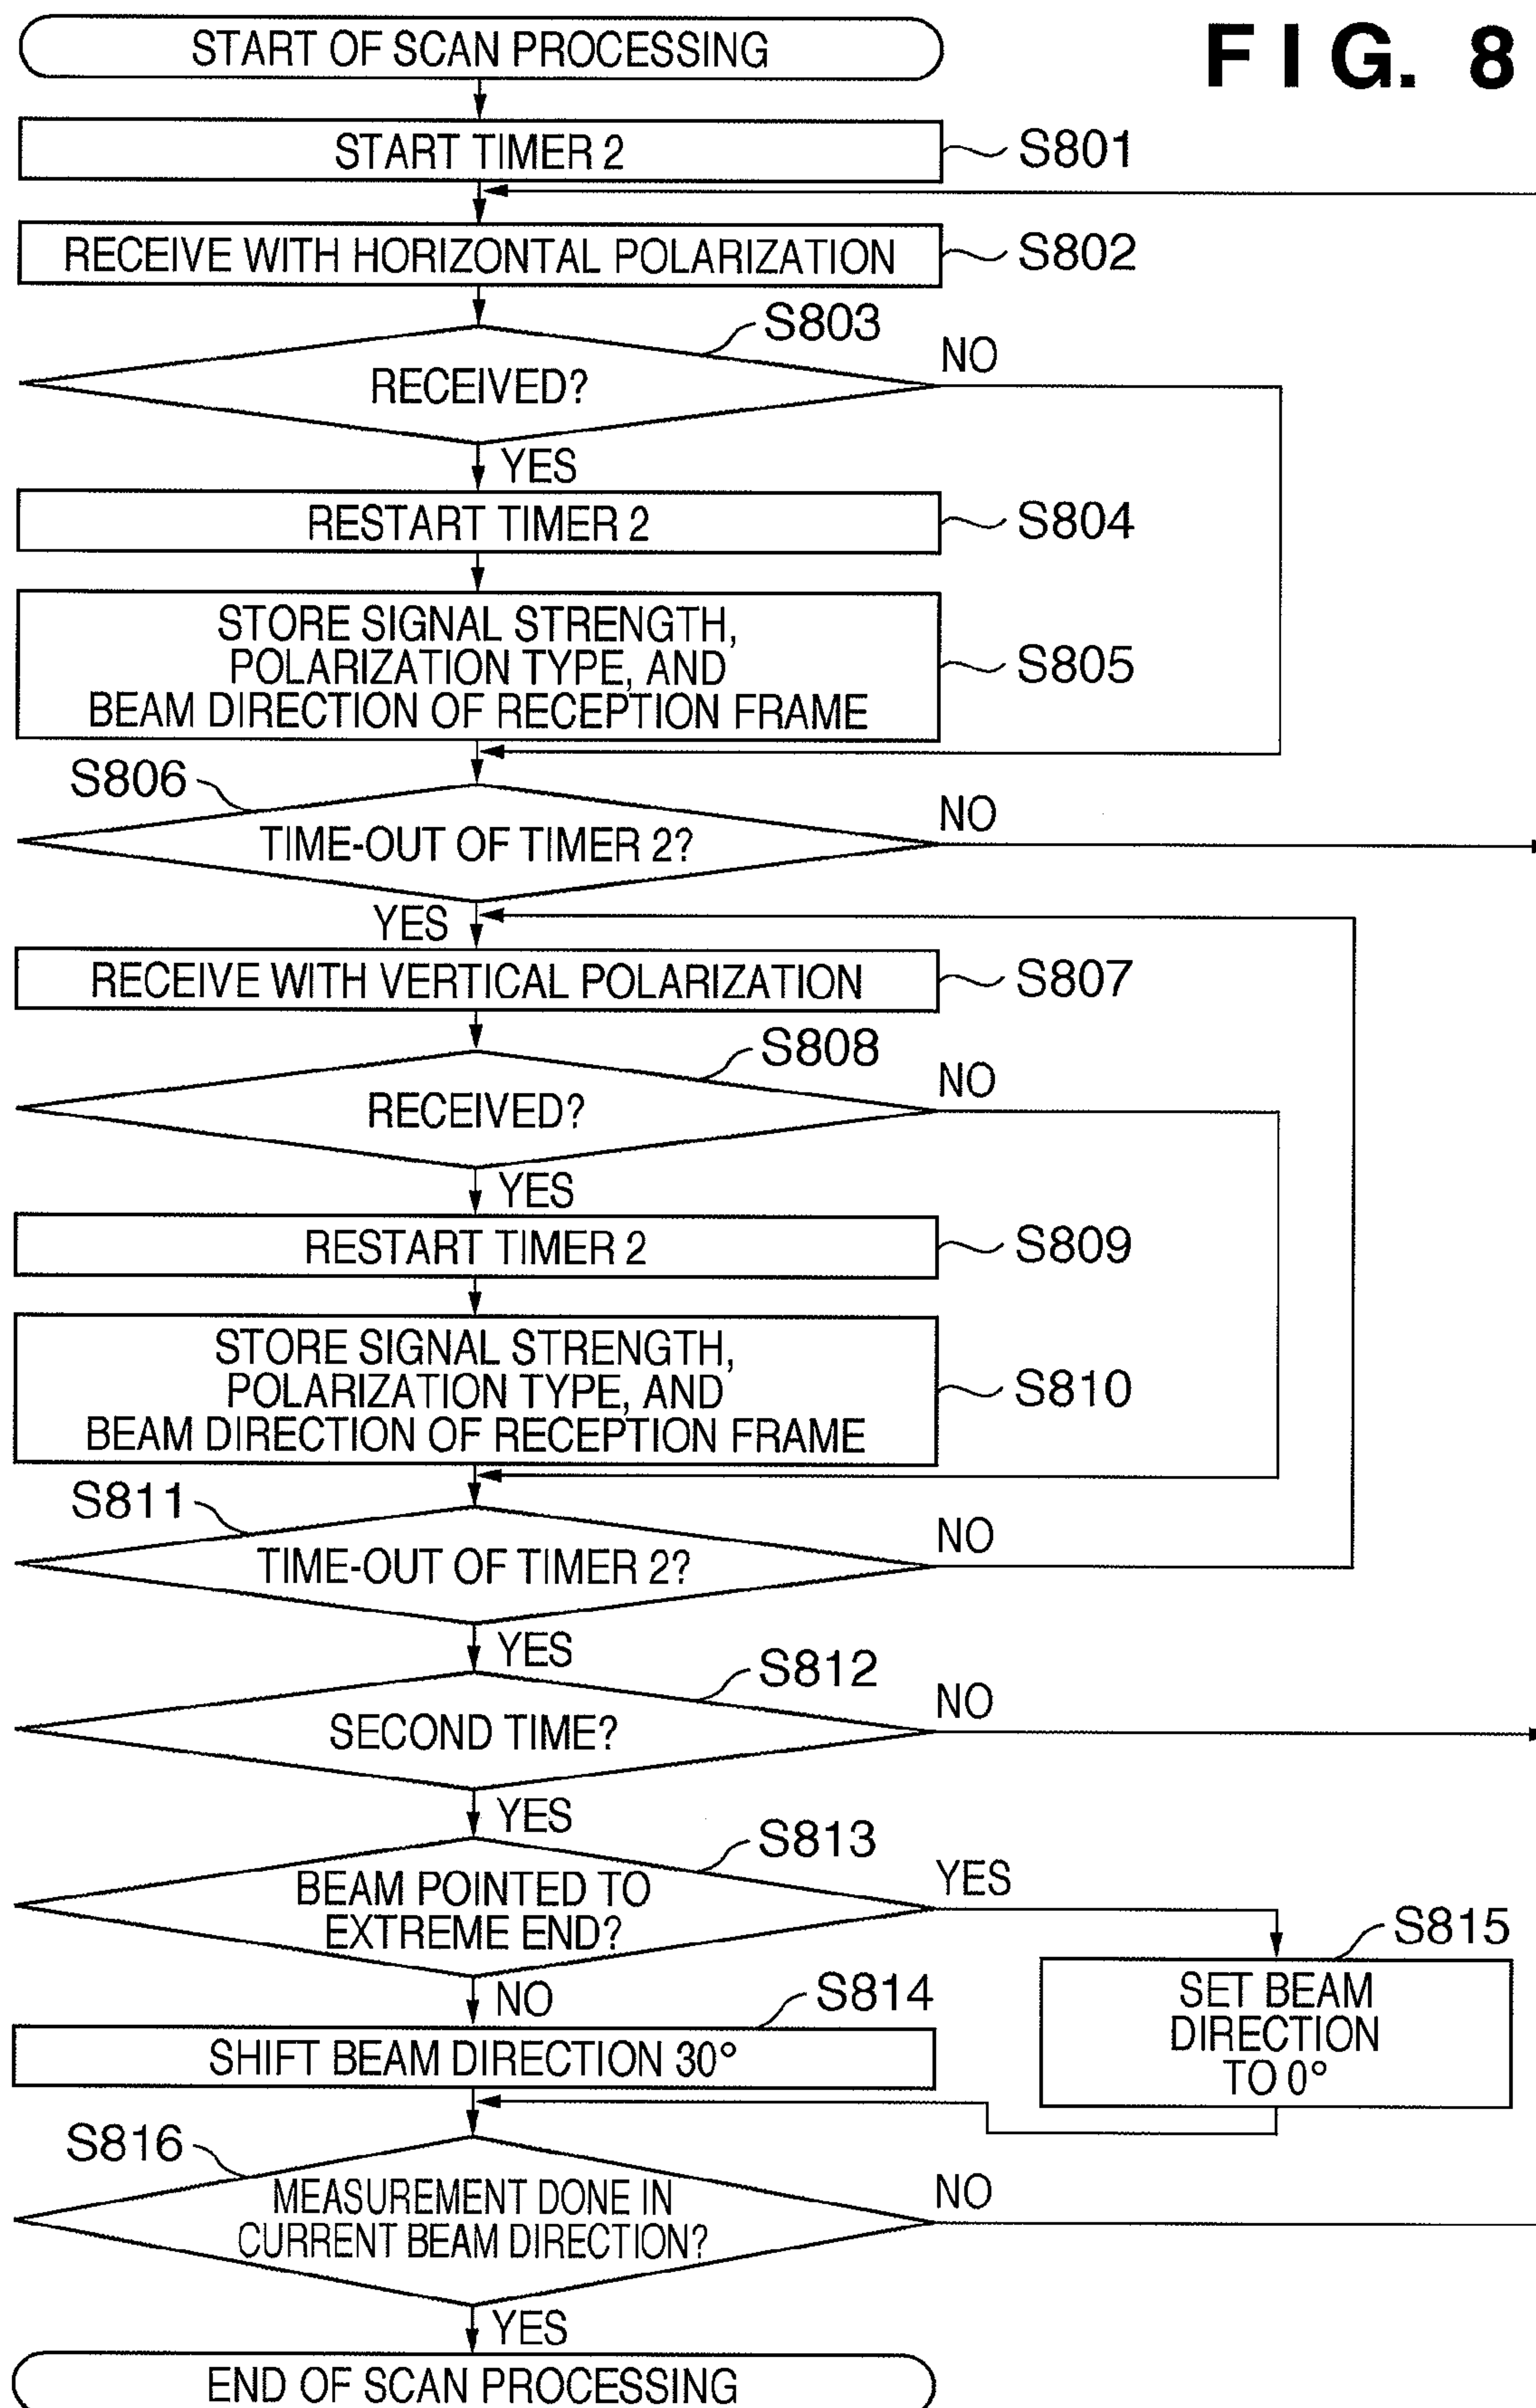 FIG. 8
START OF SCAN PROCESSING
START TIMER 2
S801
RECEIVE WITH HORIZONTAL POLARIZATION
S802
S803
RECEIVED?
NO
YES
RESTART TIMER 2
S804
STORE SIGNAL STRENGTH,
POLARIZATION TYPE, AND
BEAM DIRECTION OF RECEPTION FRAME
S805
S806
TIME-OUT OF TIMER 2?
NO
YES
RECEIVE WITH VERTICAL POLARIZATION
S807
S808
RECEIVED?
NO
YES
RESTART TIMER 2
S809
STORE SIGNAL STRENGTH,
POLARIZATION TYPE, AND
BEAM DIRECTION OF RECEPTION FRAME
S810
S811
TIME-OUT OF TIMER 2?
NO
YES
S812
SECOND TIME?
NO
YES
S813
BEAM POINTED TO
EXTREME END?
YES
S815
SET BEAM
DIRECTION
TO 0°
NO
S814
SHIFT BEAM DIRECTION 30°
S816
MEASUREMENT DONE IN
CURRENT BEAM DIRECTION?
NO
YES
END OF SCAN PROCESSING